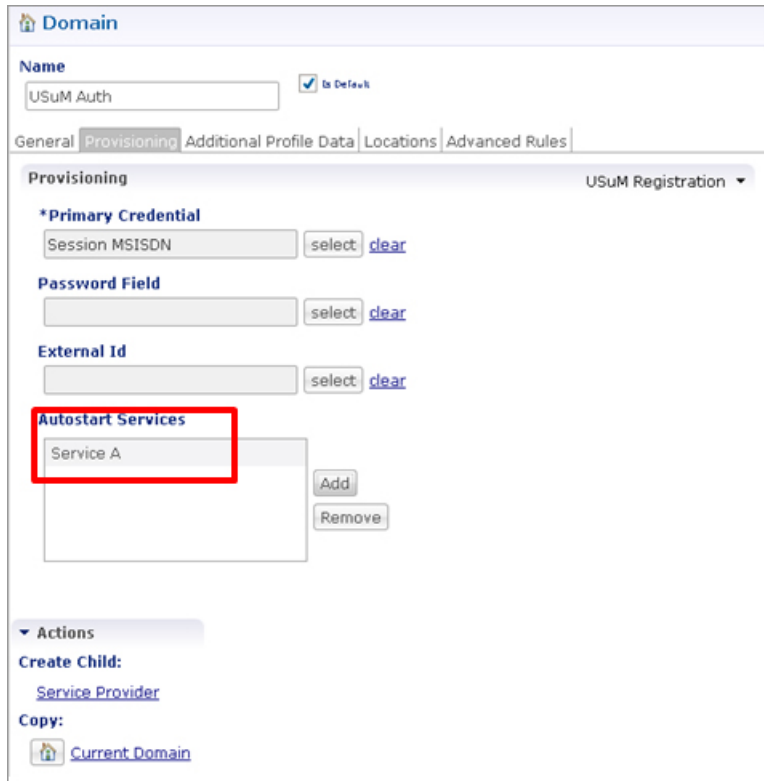 Domain
Name
Is Default
USuM Auth
General Provisioning Additional Profile Data Locations Advanced Rules
Provisioning
USuM Registration
*Primary Credential
Session MSISDN select clear
Password Field
select clear
External Id
select clear
Autostart Services
Service A
Add
Remove
Actions
Create Child:
Service Provider
Copy:
Current Domain